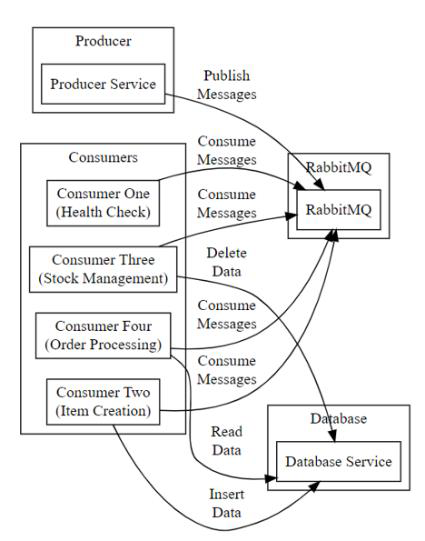 Producer
Producer Service
Publish
Messages
Consumers
Consume
Messages
Consumer One
(Health Check)
RabbitMQ
RabbitMQ
Consume
Messages
Consumer Three
(Stock Management)
Delete
Data
Consumer Four
(Order Processing)
Consume
Messages
Consume
Messages
Consumer Two
(Item Creation)
Database
Database Service
Read
Data
Insert
Data